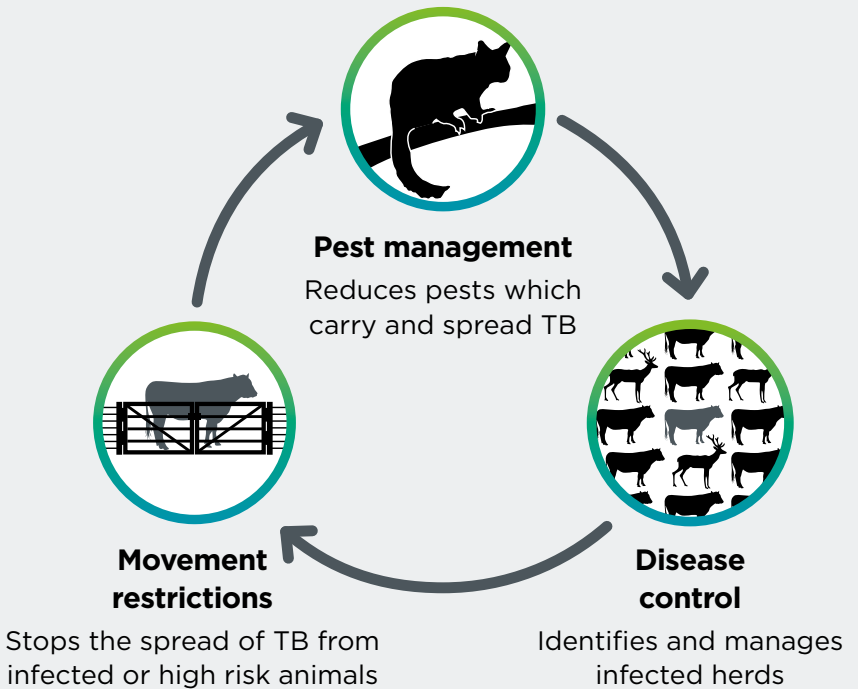 Pest management
Reduces pests which
carry and spread TB
Movement
restrictions
Stops the spread of TB from
infected or high risk animals
Disease
control
Identifies and manages
infected herds